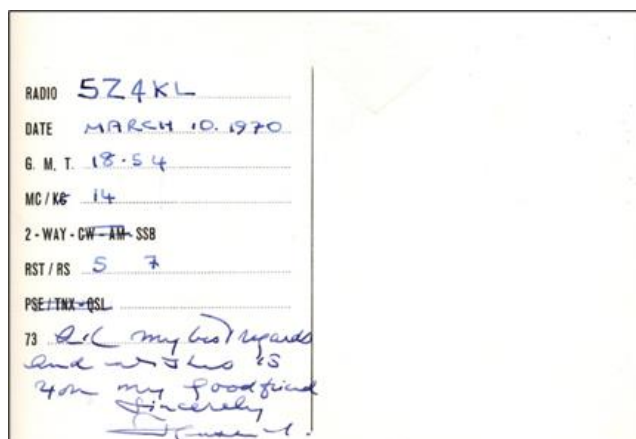 RADIO 5Z4KL
DATE MARCH 10.1970
G. M. T. 18.54
MC/KC 14
2-WAY-CW-AM-SSB
RST/RS 5 7
PSE/TNX-QSL
73 All my best regards
and wishes to
you my good friend
Sincerely